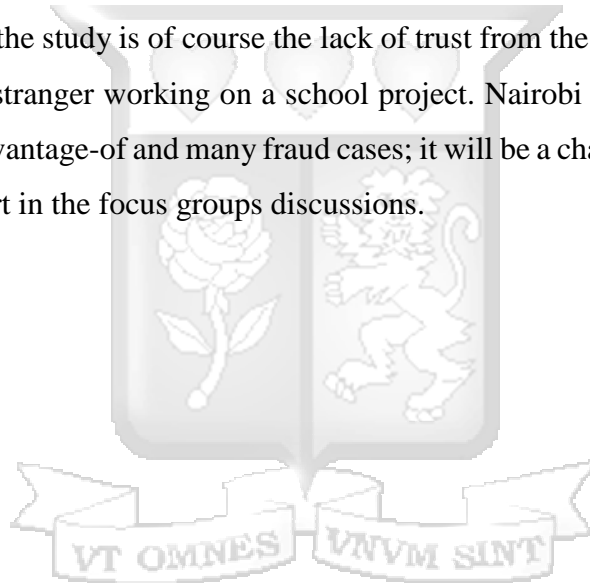 the study is of course the lack of trust from the
stranger working on a school project. Nairobi
vantage-of and many fraud cases; it will be a cha
rt in the focus groups discussions.
VT OMNES VNVM SINT